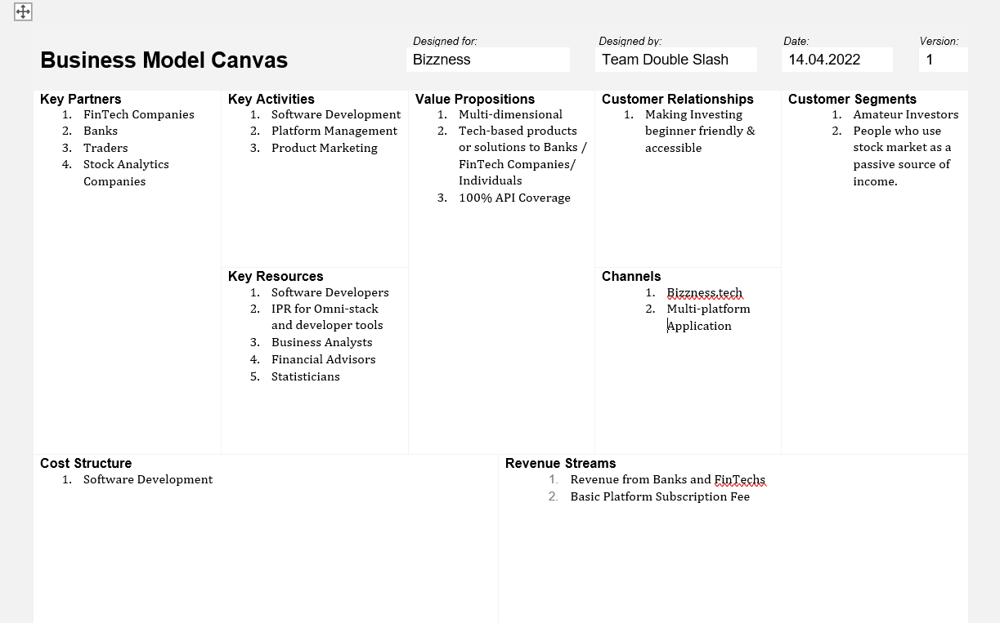 Business Model Canvas
Designed for:
Bizzness
Designed by:
Team Double Slash
Date:
14.04.2022
Version:
1
Key Partners
1. FinTech Companies
2. Banks
3. Traders
4. Stock Analytics
Companies
Key Activities
1. Software Development
2. Platform Management
3. Product Marketing
Key Resources
1. Software Developers
2. IPR for Omni-stack
and developer tools
3. Business Analysts
4. Financial Advisors
5. Statisticians
Value Propositions
1. Multi-dimensional
2. Tech-based products
or solutions to Banks /
FinTech Companies/
Individuals
3. 100% API Coverage
Customer Relationships
1. Making Investing
beginner friendly &
accessible
Channels
1. Bizzness.tech
2. Multi-platform
Application
Customer Segments
1. Amateur Investors
2. People who use
stock market as a
passive source of
income.
Cost Structure
1. Software Development
Revenue Streams
1. Revenue from Banks and FinTechs
2. Basic Platform Subscription Fee